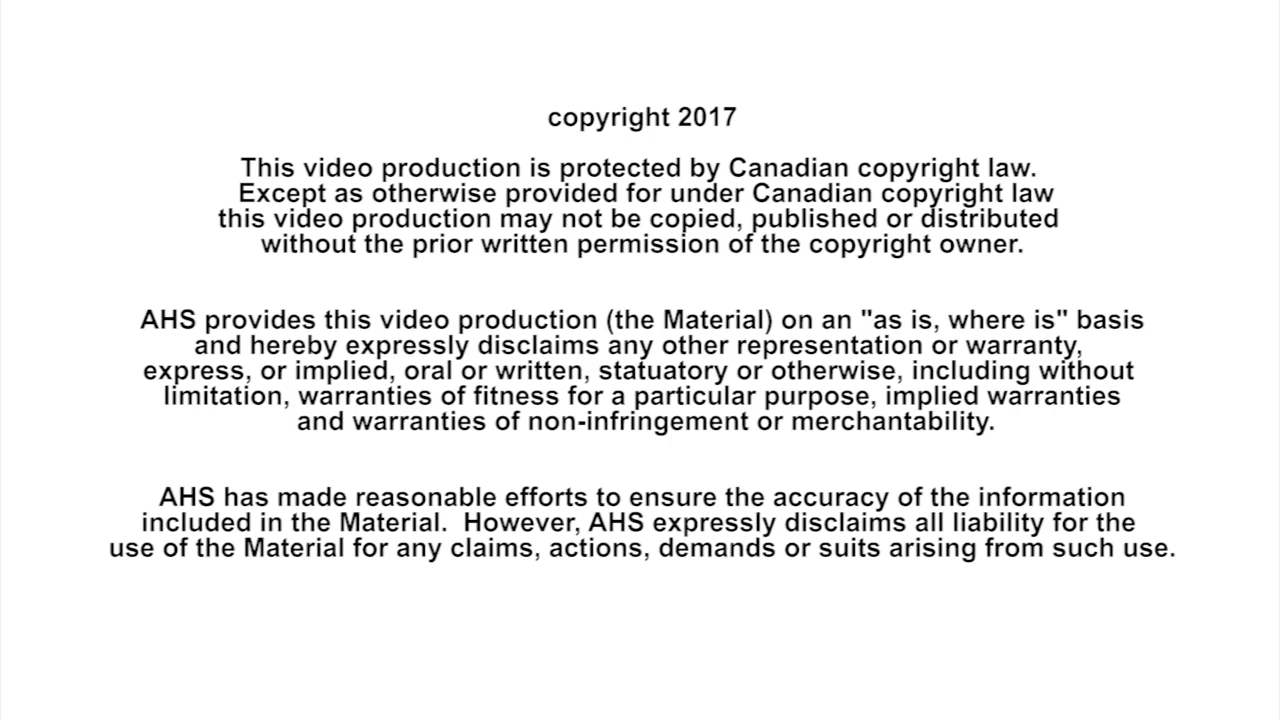 copyright 2017
This video production is protected by Canadian copyright law.
Except as otherwise provided for under Canadian copyright law
this video production may not be copied, published or distributed
without the prior written permission of the copyright owner.
AHS provides this video production (the Material) on an "as is, where is" basis
and hereby expressly disclaims any other representation or warranty,
express, or implied, oral or written, statuatory or otherwise, including without
limitation, warranties of fitness for a particular purpose, implied warranties
and warranties of non-infringement or merchantability.
AHS has made reasonable efforts to ensure the accuracy of the information
included in the Material.  However, AHS expressly disclaims all liability for the
use of the Material for any claims, actions, demands or suits arising from such use.